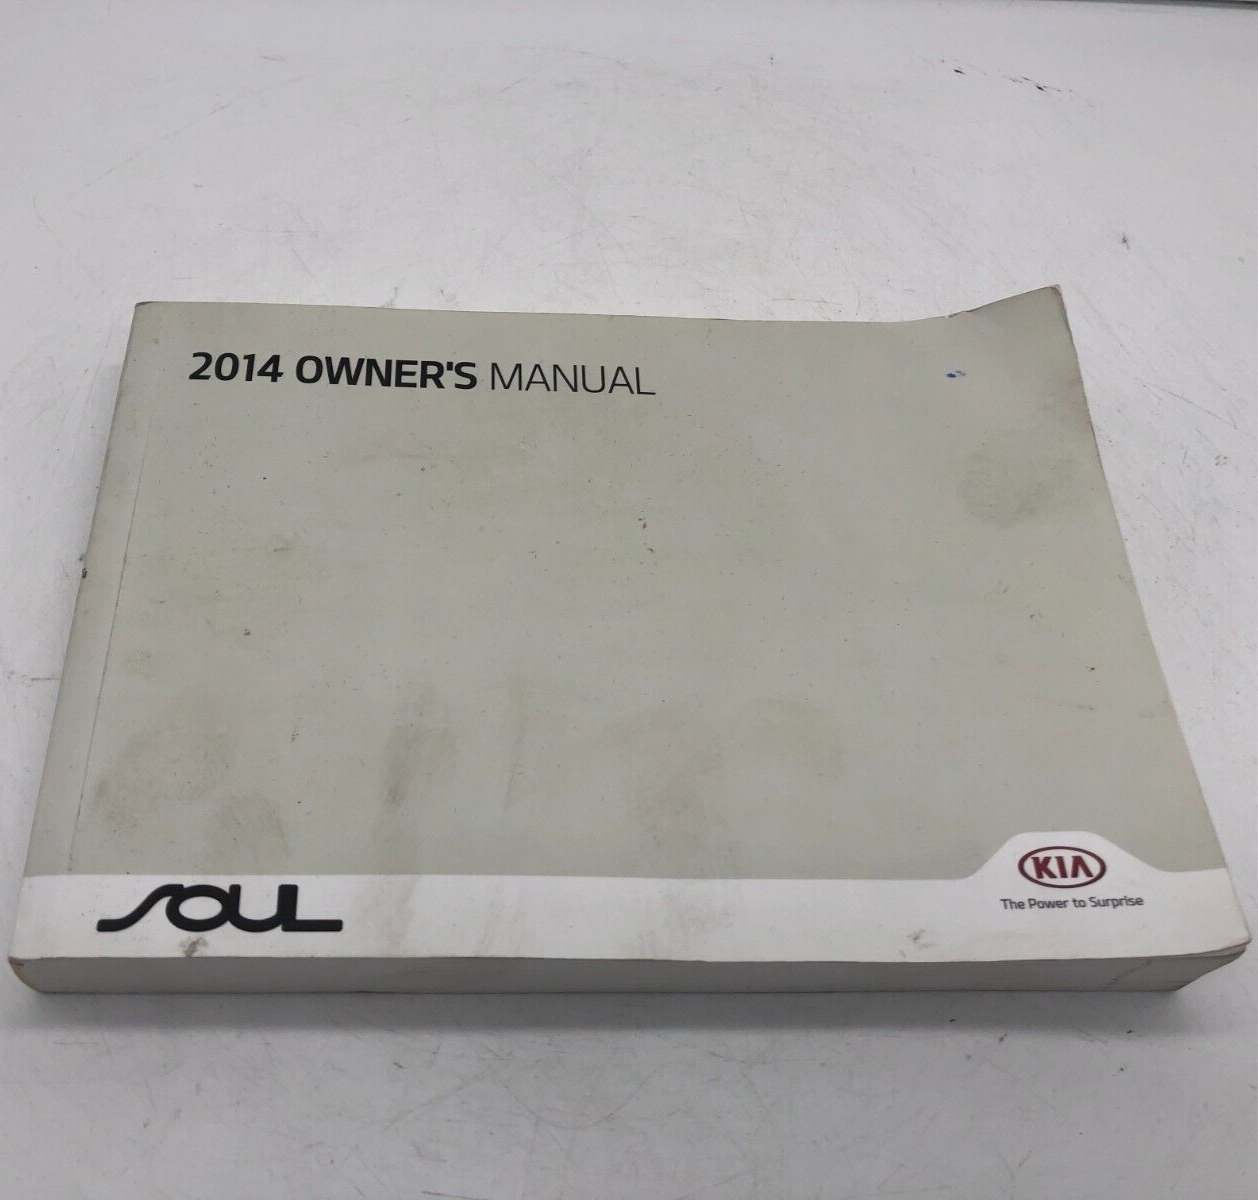 2014 OWNER'S MANUAL
SOUL
KIA
The Power to Surprise